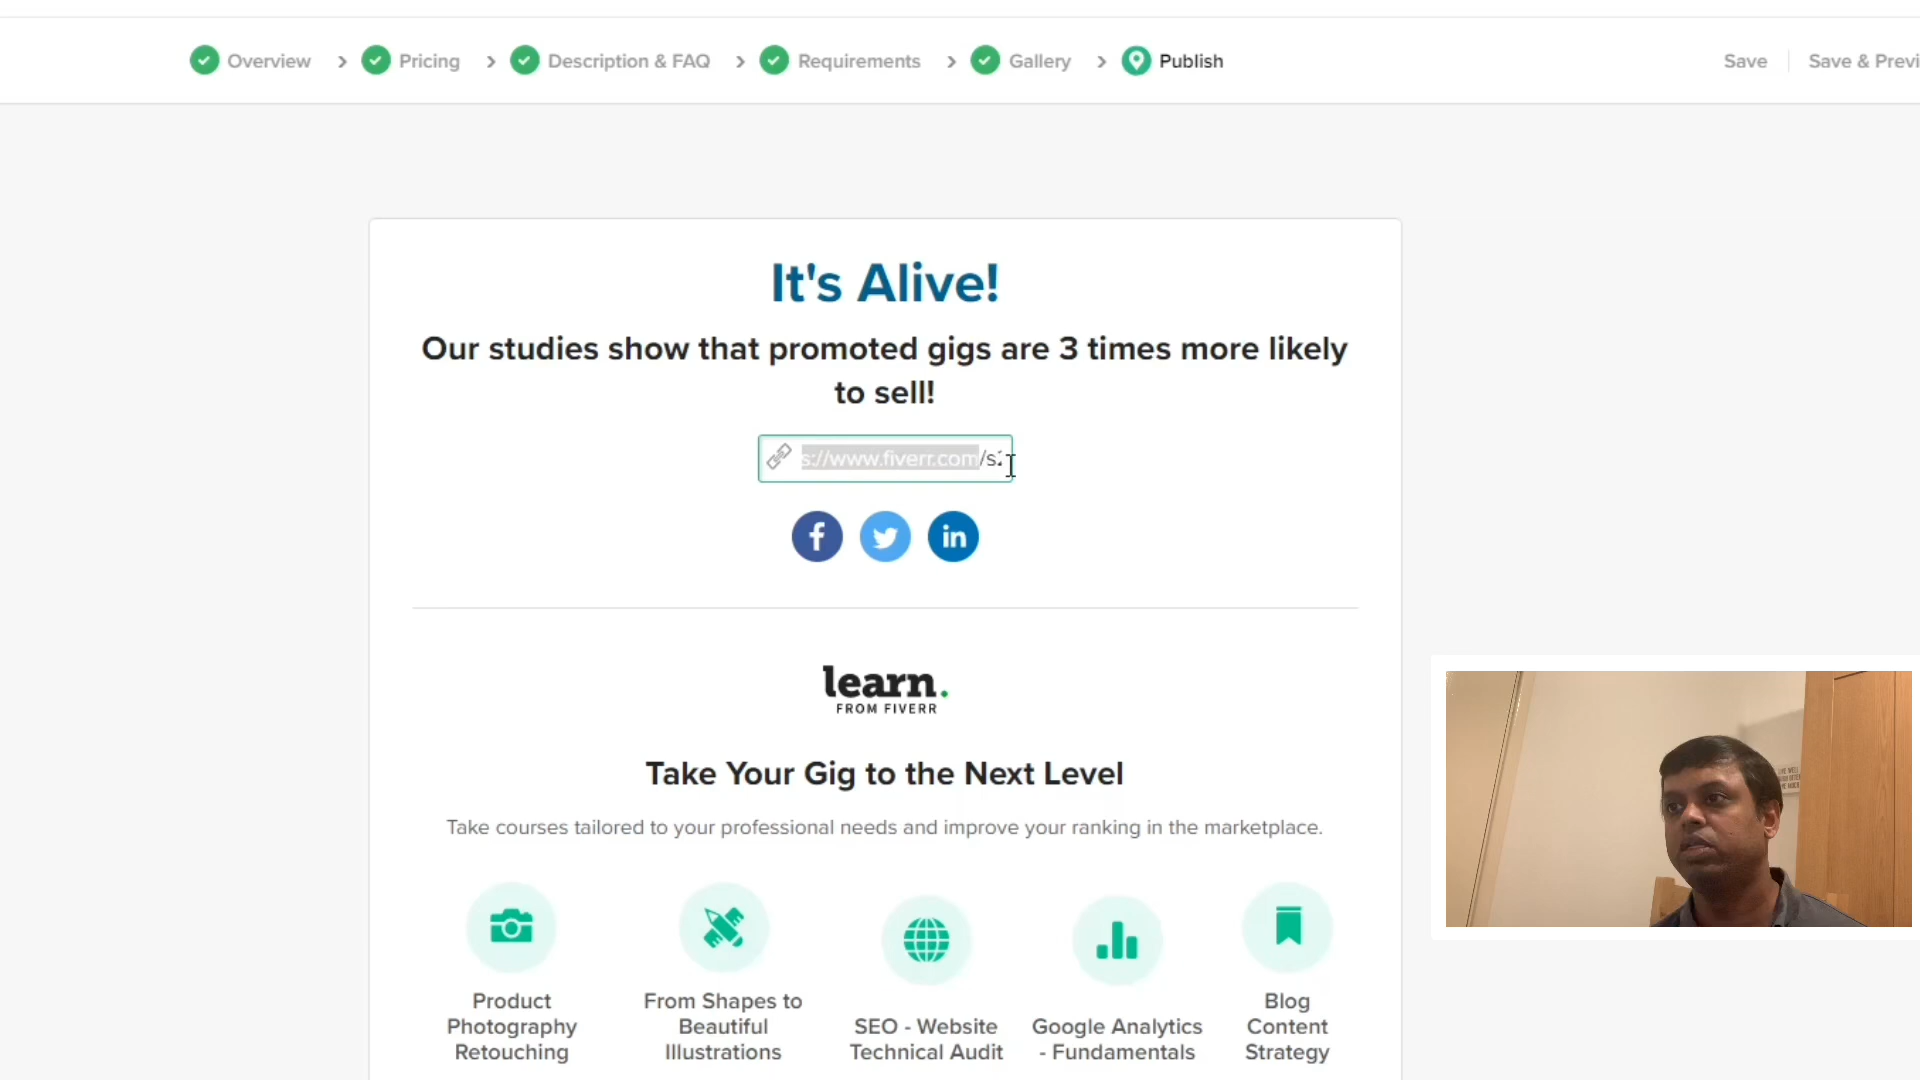 Overview > Pricing > Description & FAQ > Requirements > Gallery > Publish
Save | Save & Previ
It's Alive!
Our studies show that promoted gigs are 3 times more likely
to sell!
s://www.fiverr.com/s
learn.
FROM FIVERR
Take Your Gig to the Next Level
Take courses tailored to your professional needs and improve your ranking in the marketplace.
Product
Photography
Retouching
From Shapes to
Beautiful
Illustrations
SEO - Website
Technical Audit
Google Analytics
- Fundamentals
Blog
Content
Strategy